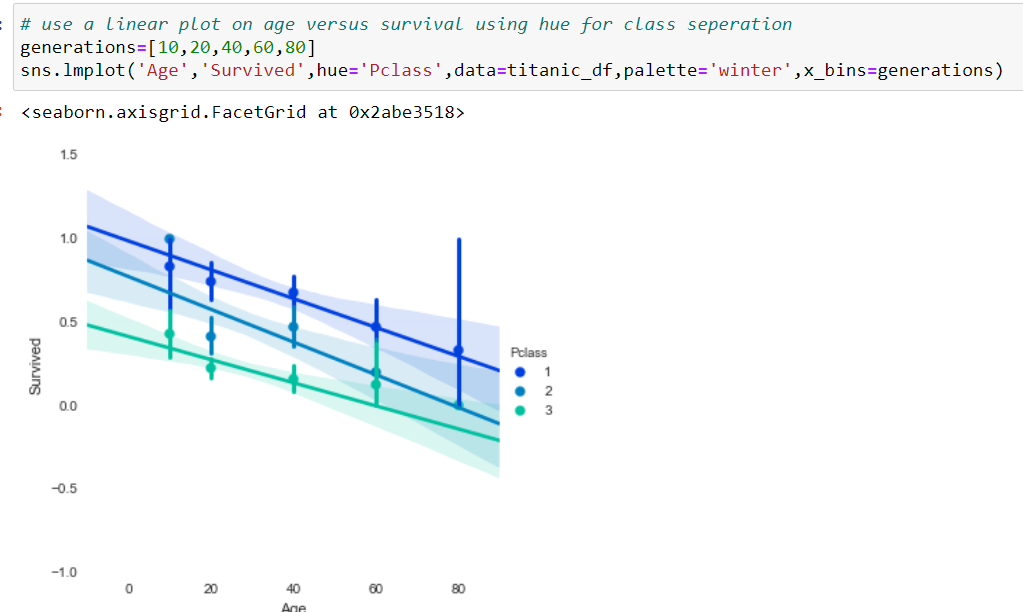 # use a linear plot on age versus survival using hue for class seperation
generations=[10,20,40,60,80]
sns.lmplot('Age','Survived',hue='Pclass',data=titanic_df,palette='winter',x_bins=generations)
<seaborn.axisgrid.FacetGrid at 0x2abe3518>
1.5
1.0
0.5
0.0
−0.5
−1.0
Survived
0 20 40 60 80
Age
Pclass
1
2
3